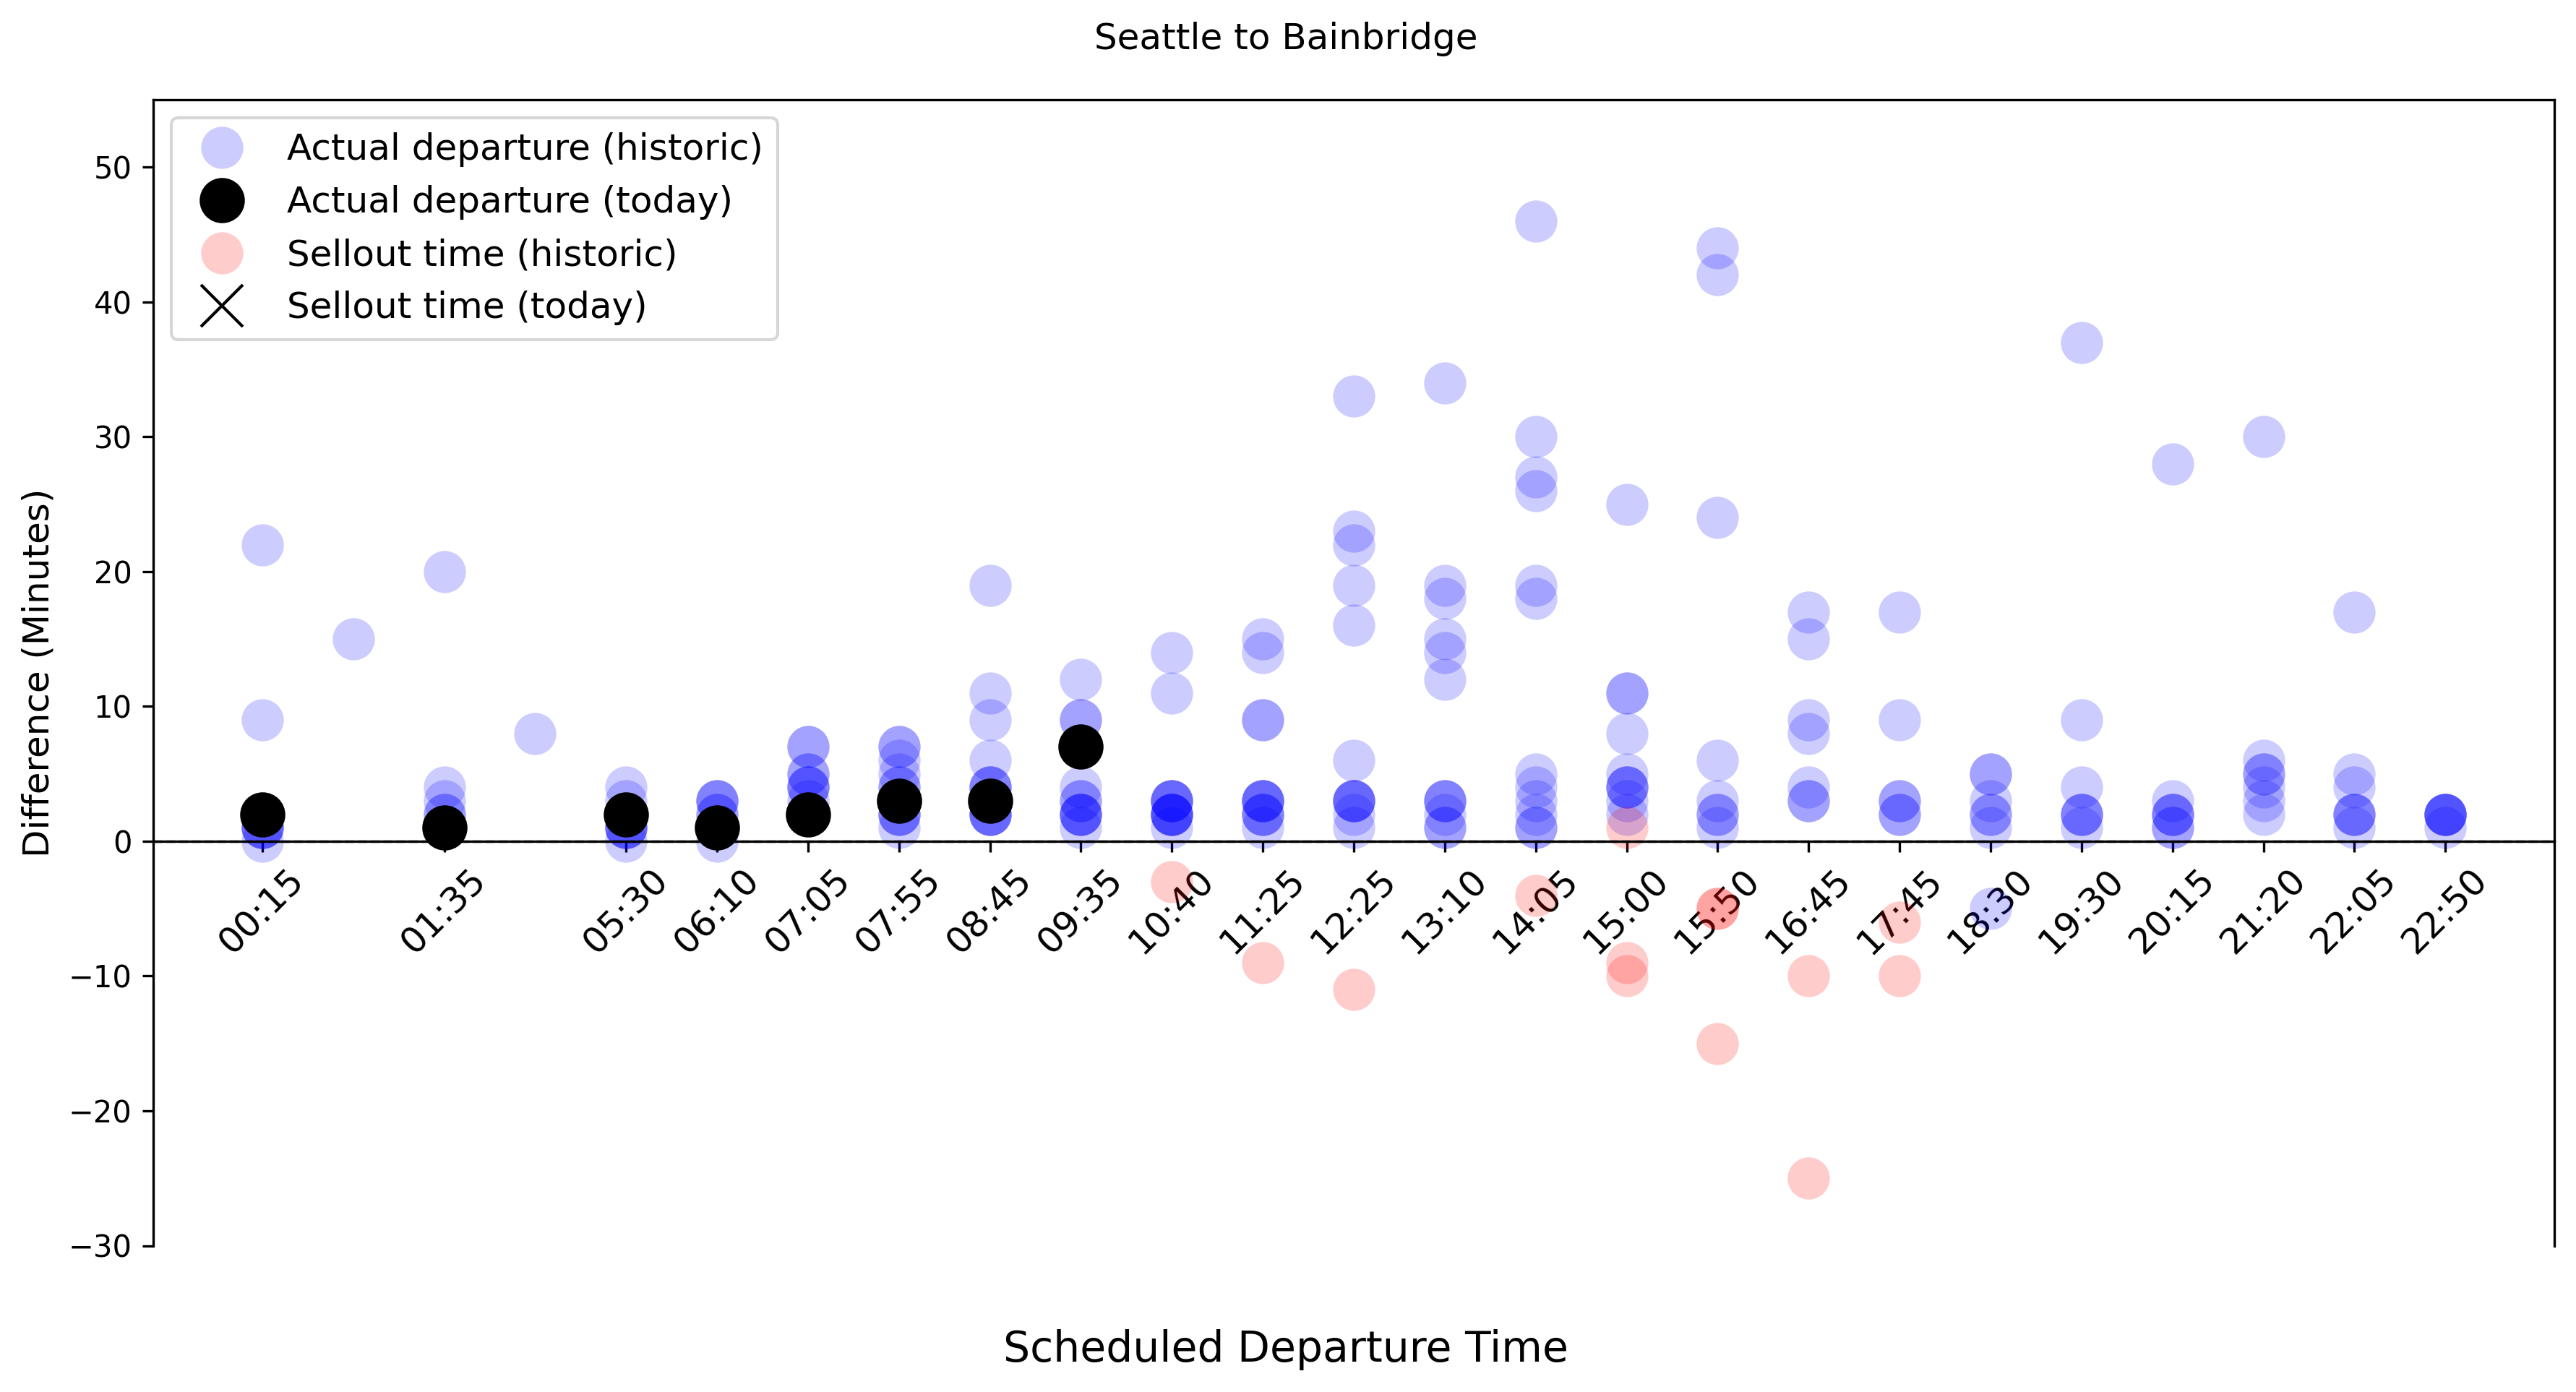 Seattle to Bainbridge
Actual departure (historic)
Actual departure (today)
Sellout time (historic)
Sellout time (today)
Difference (Minutes)
50
40
30
20
10
0
−10
−20
−30
00:15 01:35 05:30 06:10 07:05 07:55 08:45 09:35 10:40 11:25 12:25 13:10 14:05 15:00 15:50 16:45 17:45 18:30 19:30 20:15 21:20 22:05 22:50
Scheduled Departure Time